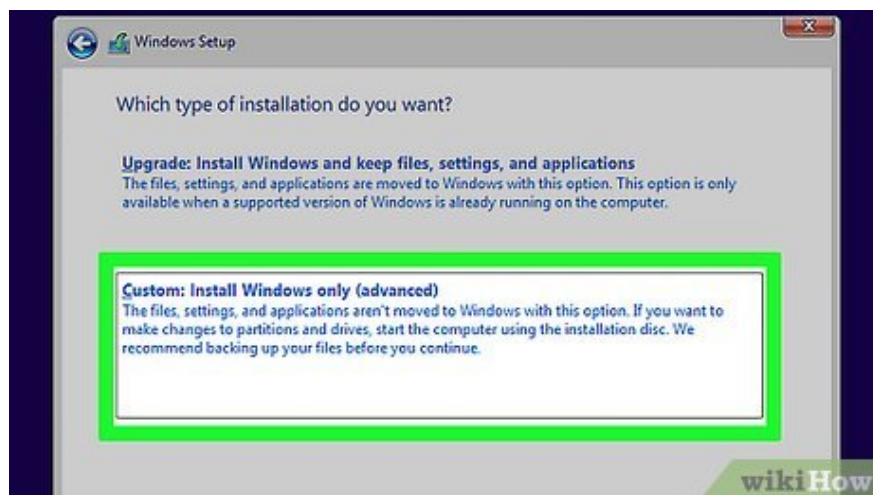 Windows Setup
Which type of installation do you want?
Upgrade: Install Windows and keep files, settings, and applications
The files, settings, and applications are moved to Windows with this option. This option is only
available when a supported version of Windows is already running on the computer.
Custom: Install Windows only (advanced)
The files, settings, and applications aren't moved to Windows with this option. If you want to
make changes to partitions and drives, start the computer using the installation disc. We
recommend backing up your files before you continue.
wikiHow